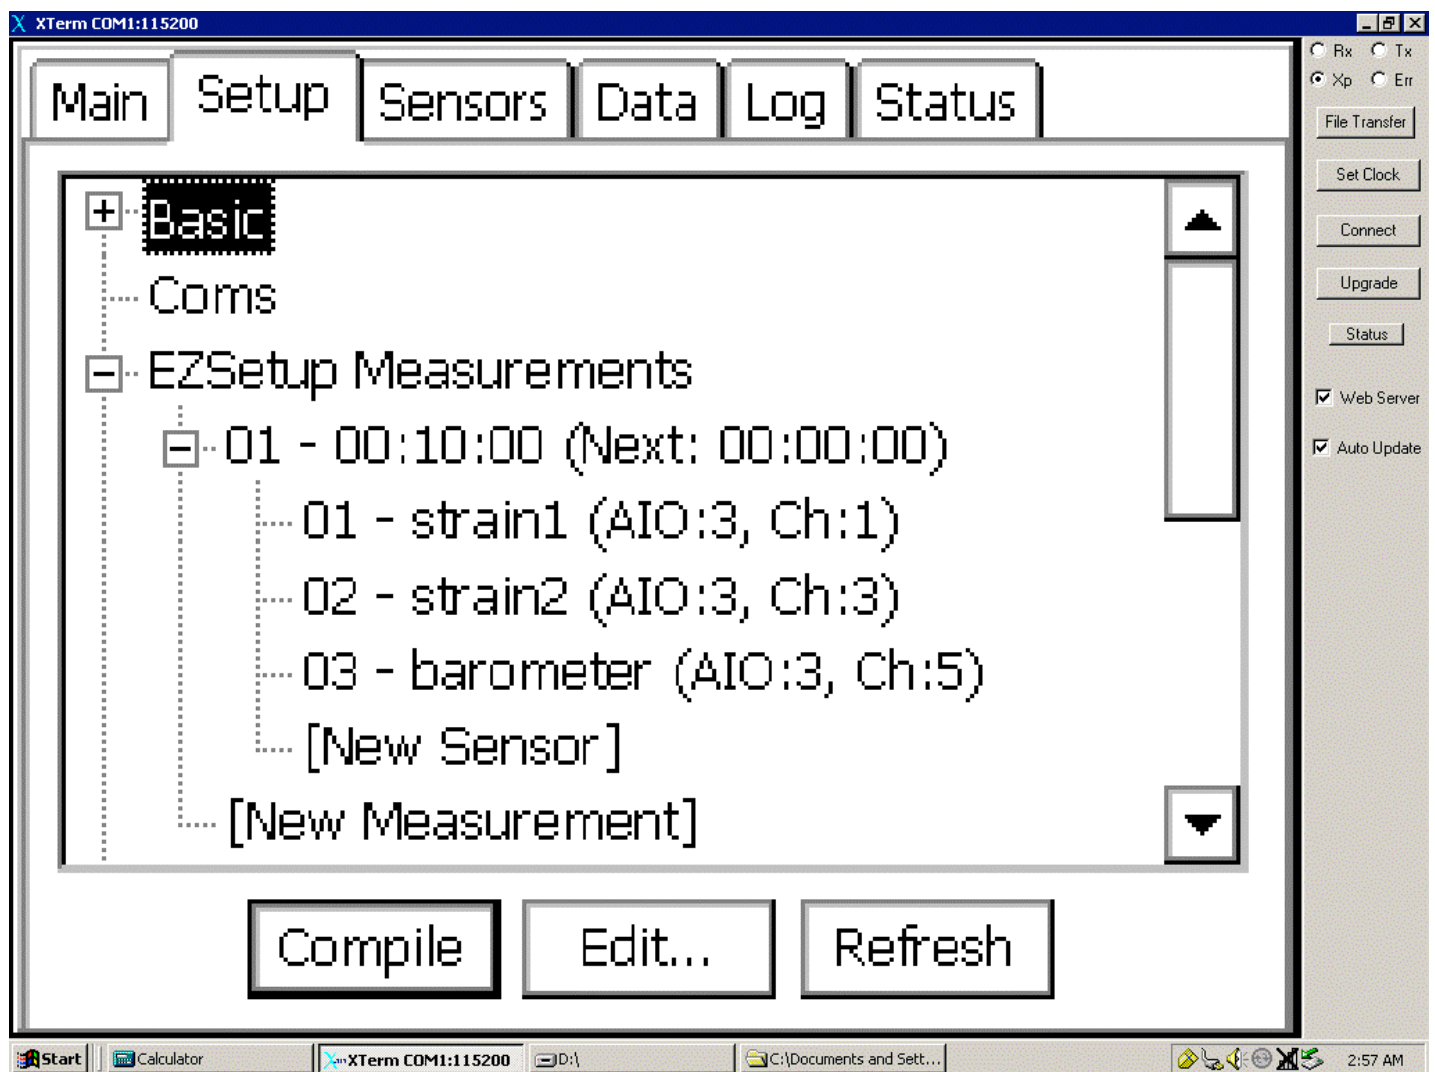 XTerm COM1:115200
Main Setup Sensors Data Log Status
Basic
Coms
EZSetup Measurements
01 - 00:10:00 (Next: 00:00:00)
01 - strain1 (AIO:3, Ch:1)
02 - strain2 (AIO:3, Ch:3)
03 - barometer (AIO:3, Ch:5)
[New Sensor]
[New Measurement]
Compile Edit... Refresh
Rx Tx
Xp Err
File Transfer
Set Clock
Connect
Upgrade
Status
Web Server
Auto Update
Start Calculator XTerm COM1:115200 D:\ C:\Documents and Sett... 2:57 AM